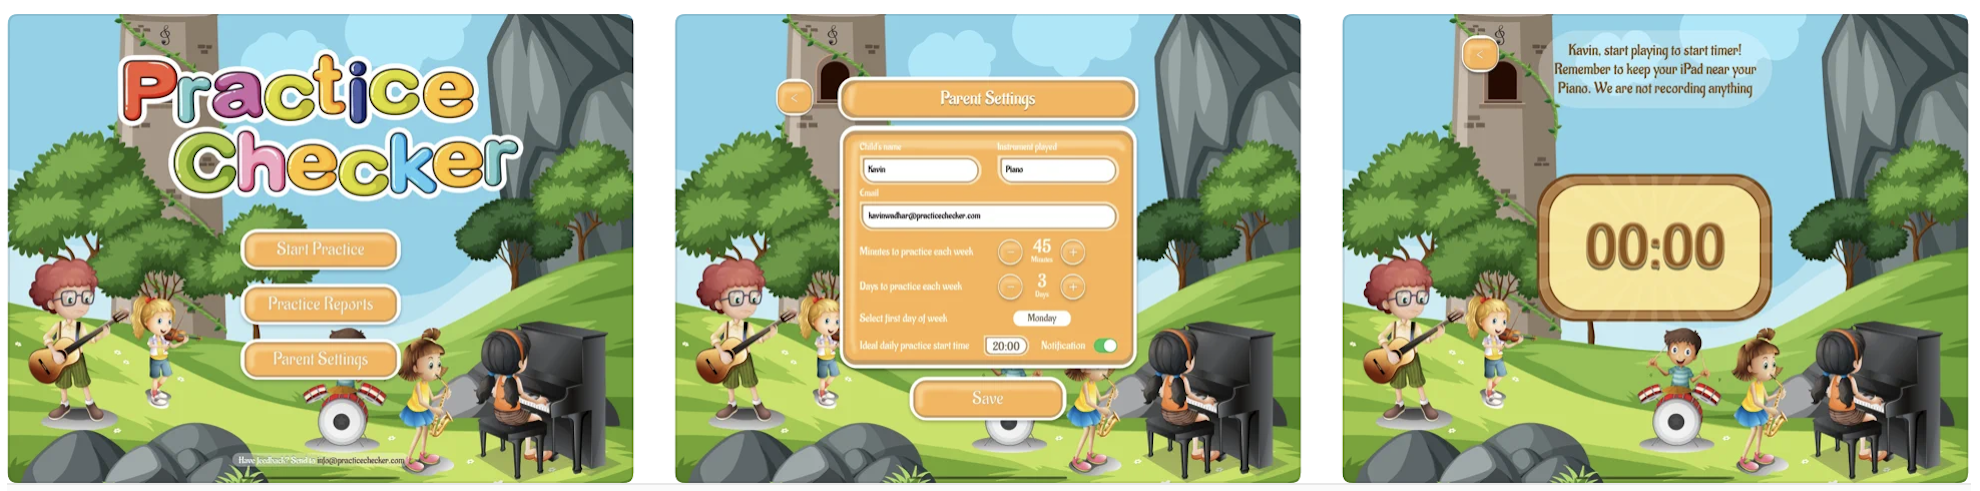 Practice
Checker
Start Practice
Practice Reports
Parent Settings
Have feedback? Send to info@practicechecker.com
<
Parent Settings
Child's name
Instrument played
Kavin
Piano
Email
kavinwadhar@practicechecker.com
Minutes to practice each week
-
45
+
Minutes
Days to practice each week
-
3
+
Days
Select first day of week
Monday
Ideal daily practice start time
20:00
Notification
Save
<
Kavin, start playing to start timer!
Remember to keep your iPad near your
Piano. We are not recording anything
00:00